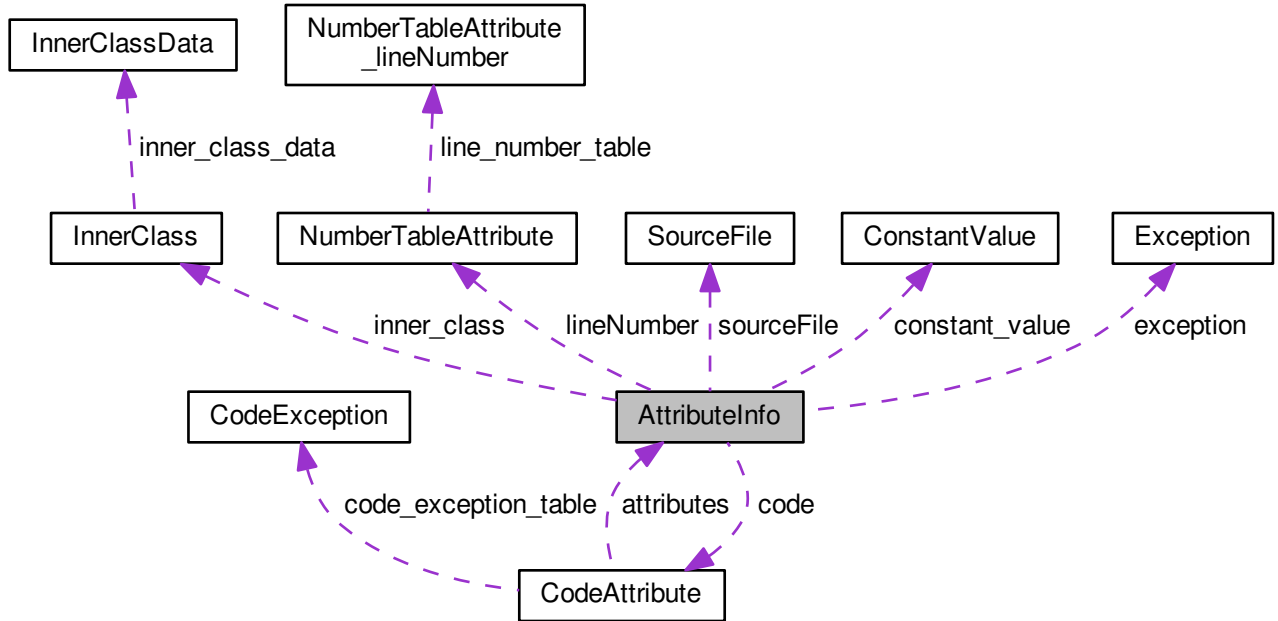 InnerClassData
NumberTableAttribute
_lineNumber
inner_class_data
line_number_table
InnerClass
NumberTableAttribute
SourceFile
ConstantValue
Exception
inner_class
lineNumber
sourceFile
constant_value
exception
CodeException
AttributeInfo
code_exception_table
attributes
code
CodeAttribute